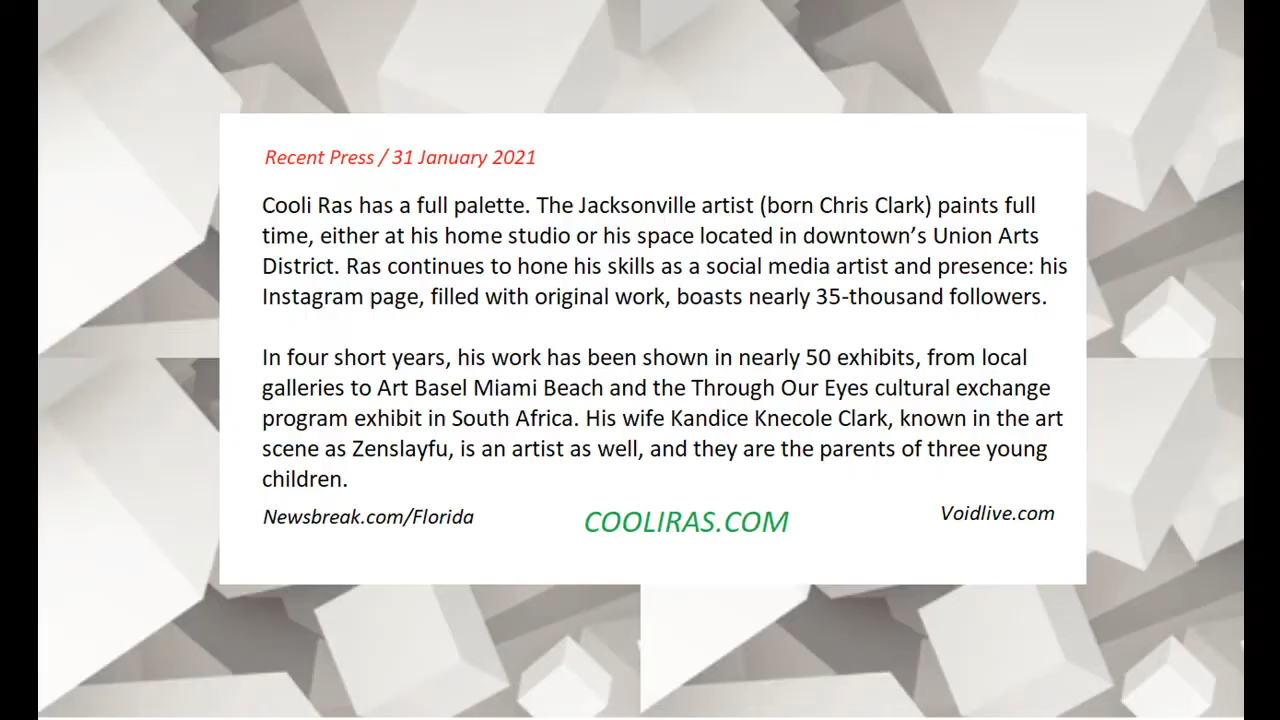 Recent Press / 31 January 2021
Cooli Ras has a full palette. The Jacksonville artist (born Chris Clark) paints full
time, either at his home studio or his space located in downtown’s Union Arts
District. Ras continues to hone his skills as a social media artist and presence: his
Instagram page, filled with original work, boasts nearly 35-thousand followers.
In four short years, his work has been shown in nearly 50 exhibits, from local
galleries to Art Basel Miami Beach and the Through Our Eyes cultural exchange
program exhibit in South Africa. His wife Kandice Knecole Clark, known in the art
scene as Zenslayfu, is an artist as well, and they are the parents of three young
children.
Newsbreak.com/Florida
COOLIRAS.COM
Voidlive.com